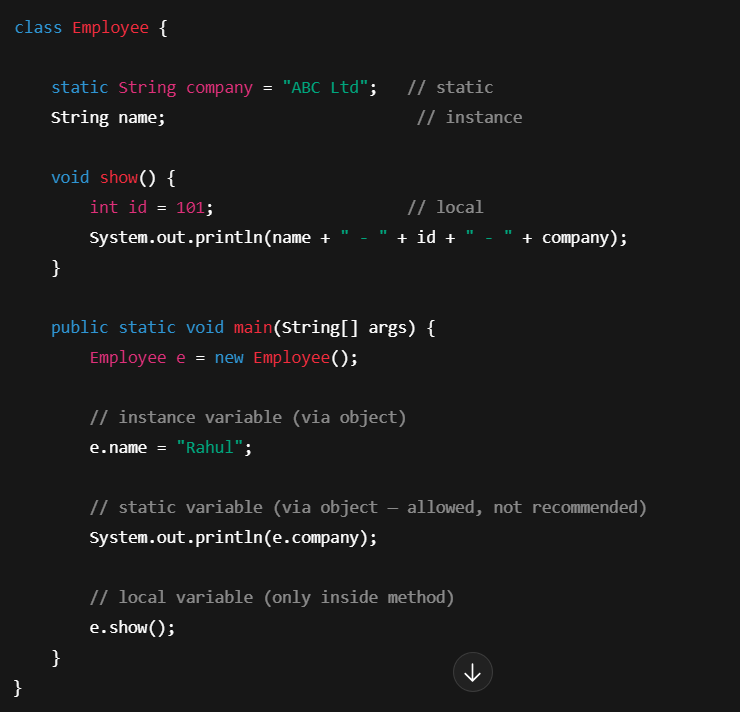 class Employee {
    static String company = "ABC Ltd";   // static
    String name;                          // instance
    void show() {
        int id = 101;                    // local
        System.out.println(name + " - " + id + " - " + company);
    }
    public static void main(String[] args) {
        Employee e = new Employee();
        // instance variable (via object)
        e.name = "Rahul";
        // static variable (via object — allowed, not recommended)
        System.out.println(e.company);
        // local variable (only inside method)
        e.show();
    }
}